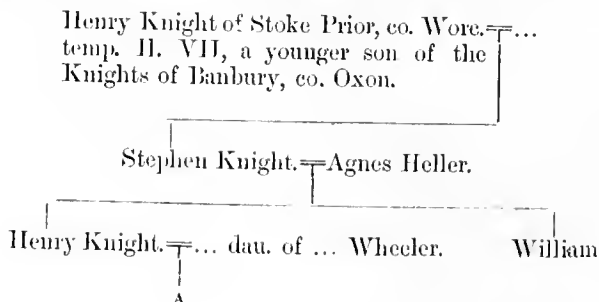 Henry Knight of Stoke Prior, co. Worc. = ...
temp. H. VII, a younger son of the
Knights of Banbury, co. Oxon.
Stephen Knight. = Agnes Heller.
Henry Knight. = ... dau. of ... Wheeler. William
A